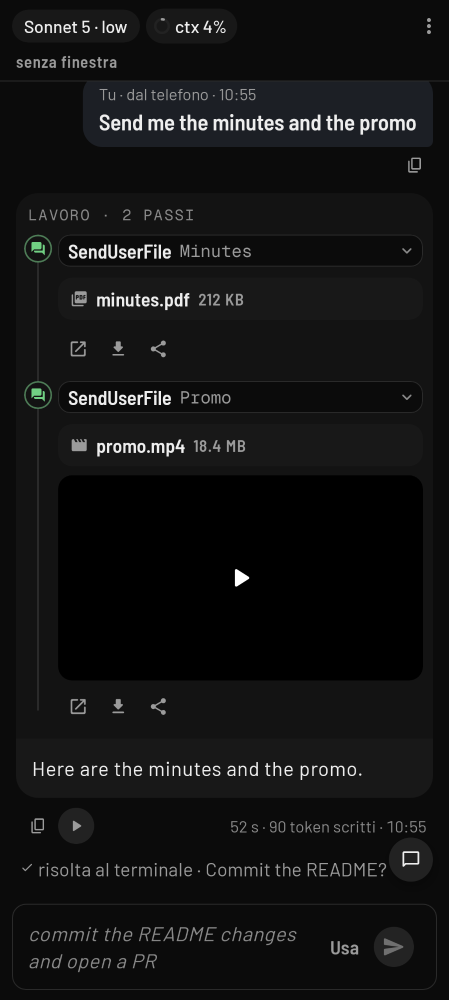 Sonnet 5 · low
ctx 4%
senza finestra
Tu · dal telefono · 10:55
Send me the minutes and the promo
LAVORO · 2 PASSI
SendUserFile Minutes
PDF
minutes.pdf 212 KB
SendUserFile Promo
promo.mp4 18.4 MB
Here are the minutes and the promo.
52 s · 90 token scritti · 10:55
risolta al terminale · Commit the README?
commit the README changes
and open a PR
Usa